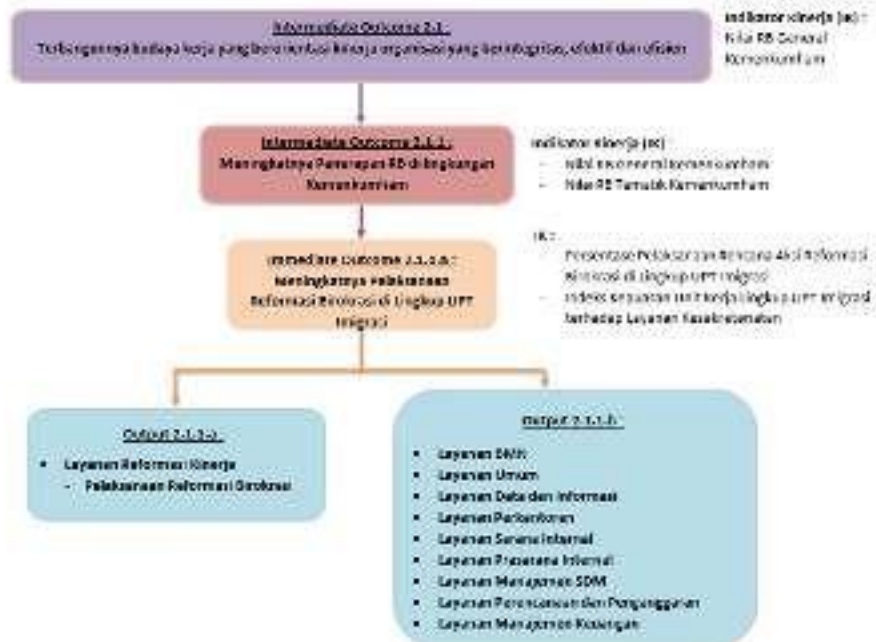 Intermediate Outcome 2.1 :
Terbangunnya budaya kerja yang berorientasi kinerja organisasi yang berintegritas, efektif dan efisien
Indikator Kinerja (IK) :
Nilai RB General
Kemenkumham
Intermediate Outcome 2.1.1 :
Meningkatnya Penerapan RB di lingkungan
Kemenkumham
Indikator Kinerja (IK)
- Nilai RB General Kemenkumham
- Nilai RB Tematik Kemenkumham
Immediate Outcome 2.1.1.a :
Meningkatnya Pelaksanaan
Reformasi Birokrasi di Lingkup UPT
Imigrasi
IK :
- Persentase Pelaksanaan Rencana Aksi Reformasi
Birokrasi di Lingkup UPT Imigrasi
- Indeks Kepuasan Unit Kerja Lingkup UPT Imigrasi
terhadap Layanan Kesekretariatan
Output 2.1.1-a :
• Layanan Reformasi Kinerja
- Pelaksanaan Reformasi Birokrasi
Output 2.1.1.b :
• Layanan BMN
• Layanan Umum
• Layanan Data dan Informasi
• Layanan Perkantoran
• Layanan Sarana Internal
• Layanan Prasarana Internal
• Layanan Manajemen SDM
• Layanan Perencanaan dan Penganggaran
• Layanan Manajemen Keuangan